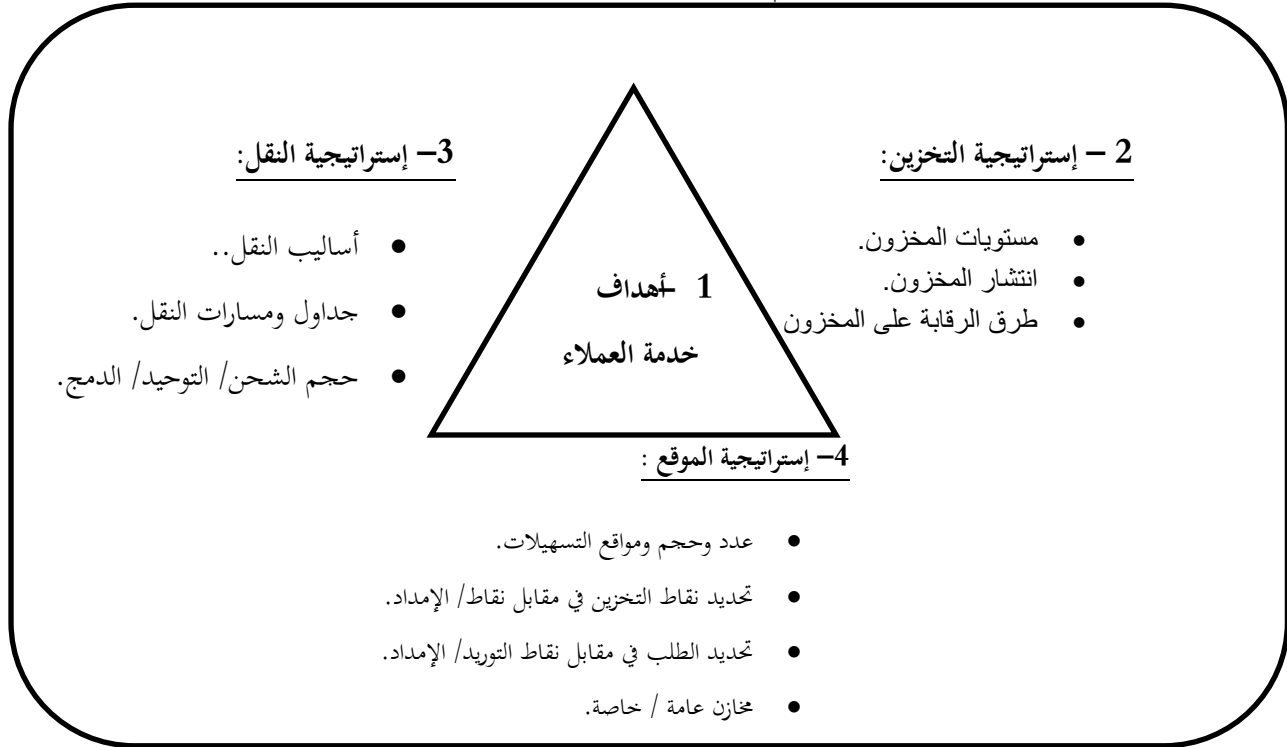 2 – إستراتيجية التخزين:
مستويات المخزون.
انتشار المخزون.
طرق الرقابة على المخزون
3– إستراتيجية النقل:
أساليب النقل..
جداول ومسارات النقل.
حجم الشحن/ التوحيد/ الدمج.
1 –أهداف
خدمة العملاء
4– إستراتيجية الموقع :
عدد وحجم ومواقع التسهيلات.
تحديد نقاط التخزين في مقابل نقاط/ الإمداد.
تحديد الطلب في مقابل نقاط التوريد/ الإمداد.
مخازن عامة / خاصة.